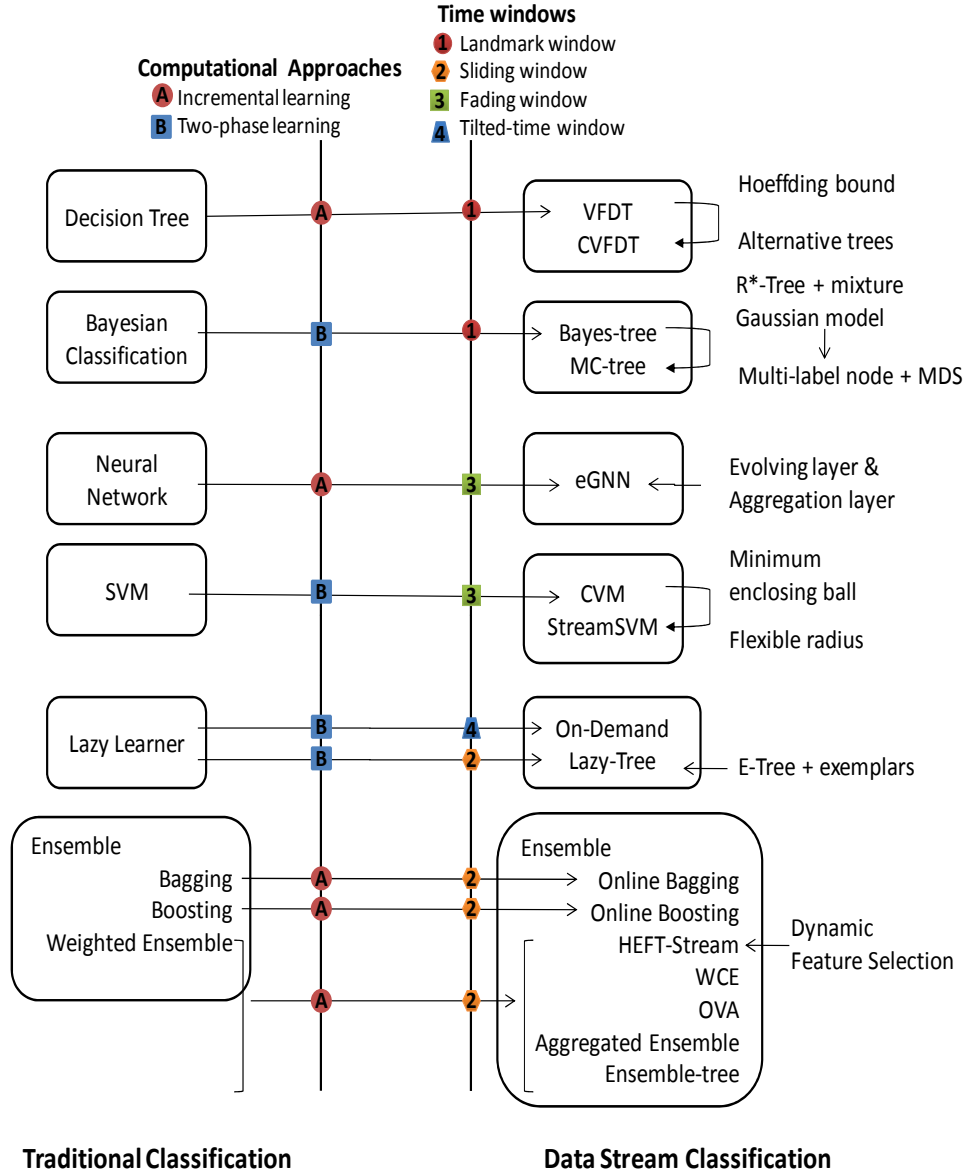 Time windows
1 Landmark window
2 Sliding window
3 Fading window
4 Tilted-time window
Computational Approaches
A Incremental learning
B Two-phase learning
Decision Tree
A
1
VFDT
CVFDT
Hoeffding bound
Alternative trees
Bayesian
Classification
B
1
Bayes-tree
MC-tree
R*-Tree + mixture
Gaussian model
Multi-label node + MDS
Neural
Network
A
3
eGNN
Evolving layer &
Aggregation layer
SVM
B
3
CVM
StreamSVM
Minimum
enclosing ball
Flexible radius
Lazy Learner
B
4
On-Demand
B
2
Lazy-Tree
E-Tree + exemplars
Ensemble
Bagging
Boosting
Weighted Ensemble
A
2
A
2
A
2
Ensemble
Online Bagging
Online Boosting
HEFT-Stream
WCE
OVA
Aggregated Ensemble
Ensemble-tree
Dynamic
Feature Selection
Traditional Classification
Data Stream Classification